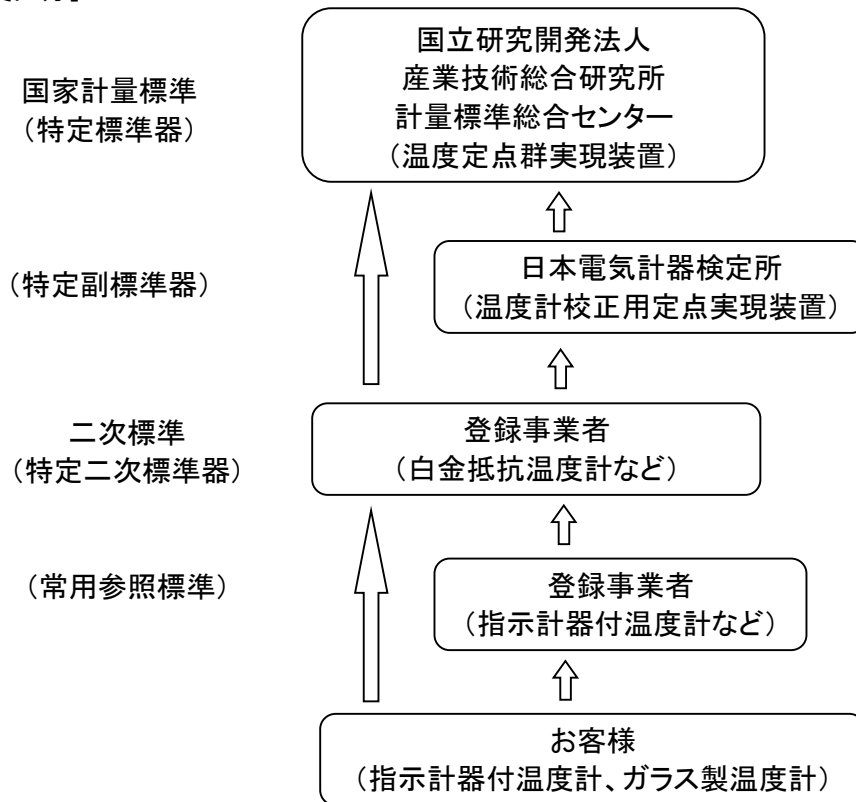 国立研究開発法人
産業技術総合研究所
計量標準総合センター
（温度定点群実現装置）
国家計量標準
（特定標準器）
日本電気計器検定所
（温度計校正用定点実現装置）
（特定副標準器）
登録事業者
（白金抵抗温度計など）
二次標準
（特定二次標準器）
登録事業者
（指示計器付温度計など）
（常用参照標準）
お客様
（指示計器付温度計、ガラス製温度計）